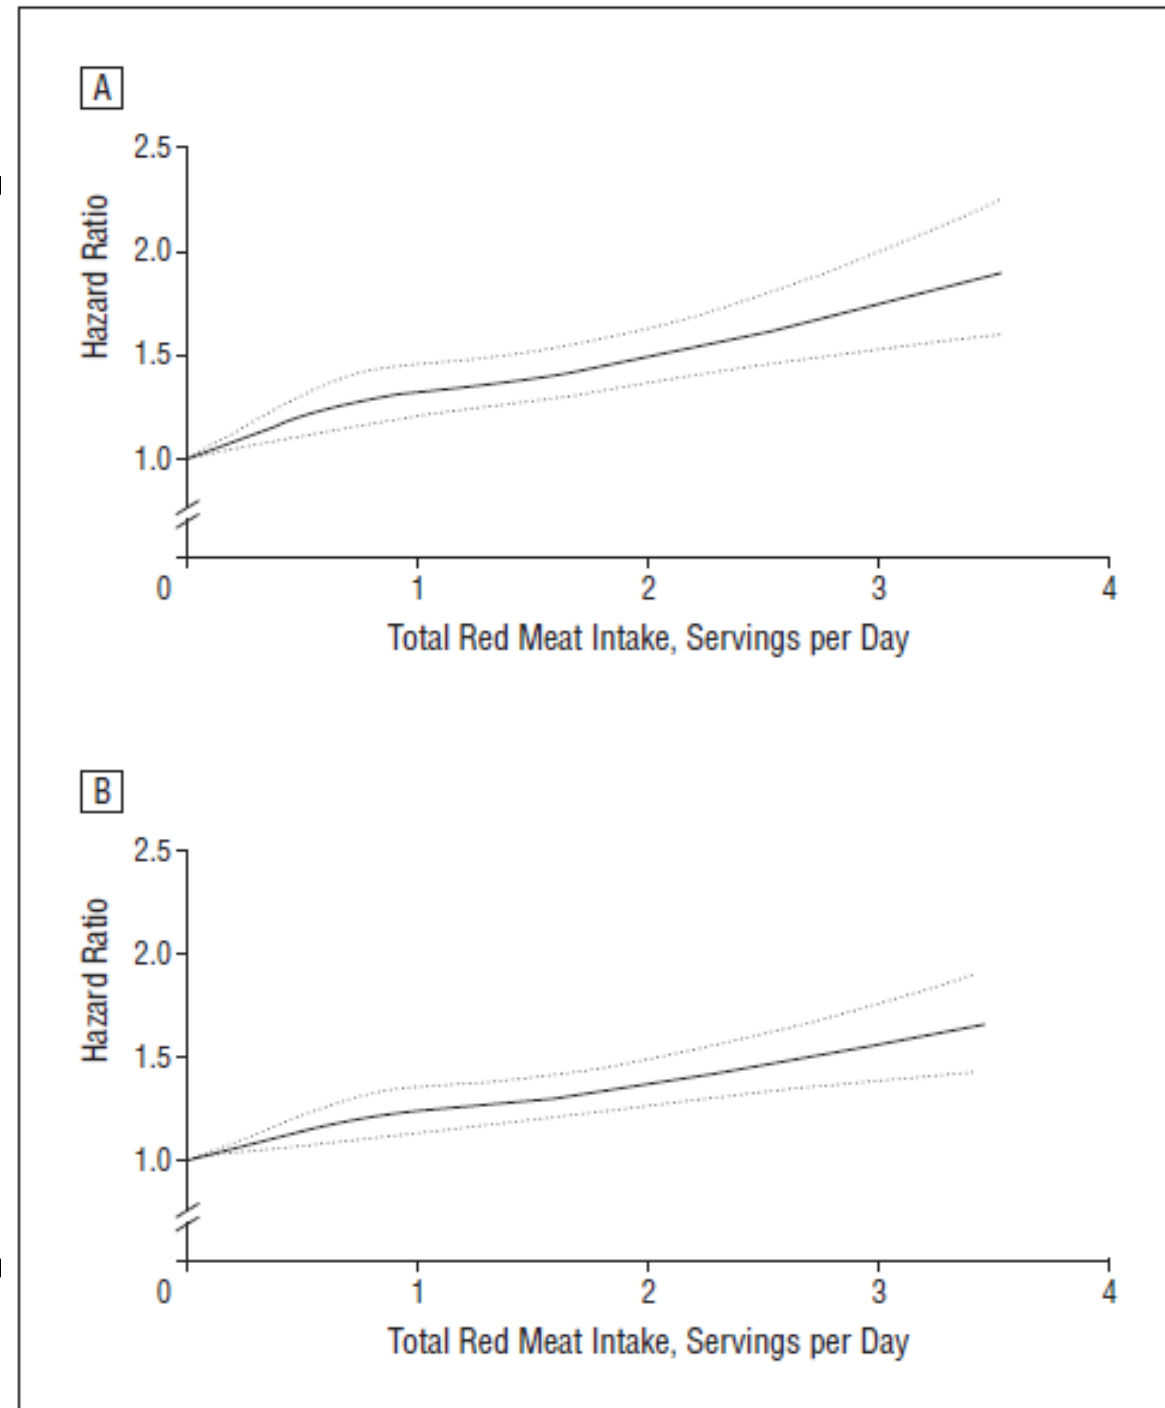 A
2.5
2.0
1.5
1.0
Hazard Ratio
0 1 2 3 4
Total Red Meat Intake, Servings per Day
B
2.5
2.0
1.5
1.0
Hazard Ratio
0 1 2 3 4
Total Red Meat Intake, Servings per Day